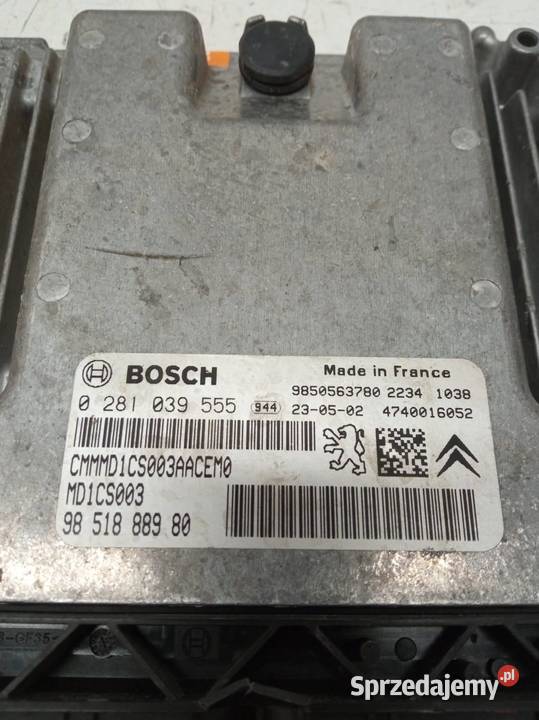 BOSCH
Made in France
0 281 039 555 944
9850563780 2234 1038
23-05-02 4740016052
CMMMD1CS003AACEM0
MD1CS003
98 518 889 80
Sprzedajemy.pl